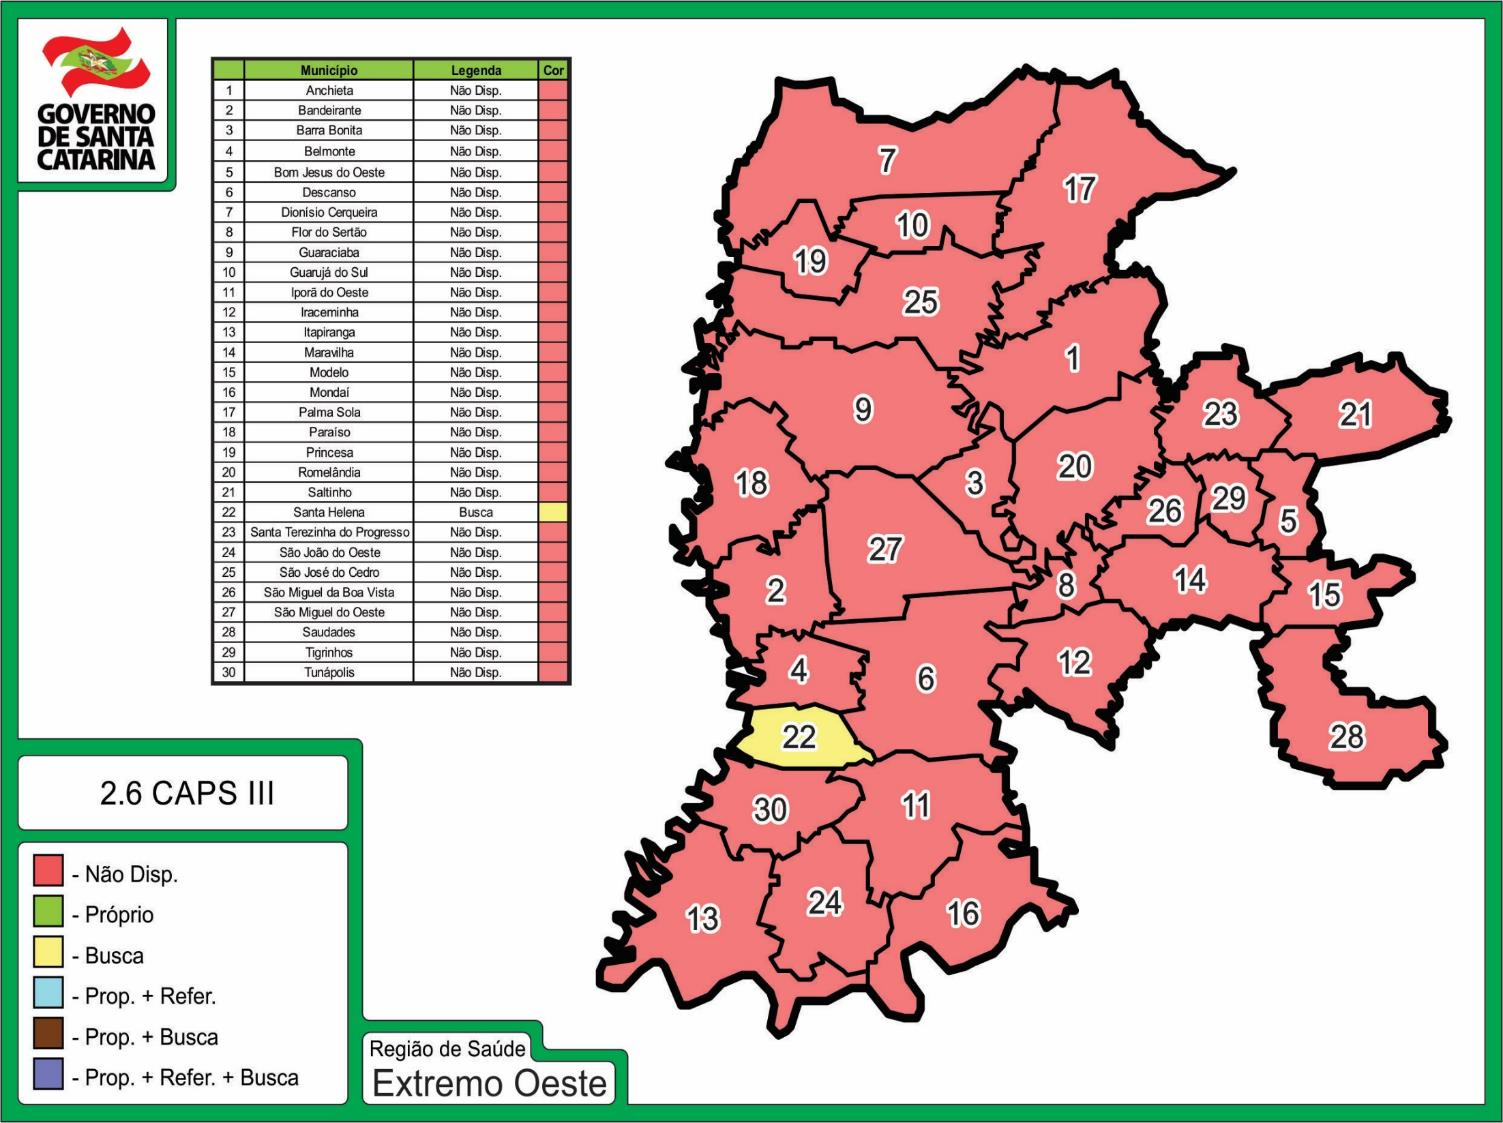 GOVERNO
DE SANTA
CATARINA
Município Legenda Cor
1 Anchieta Não Disp.
2 Bandeirante Não Disp.
3 Barra Bonita Não Disp.
4 Belmonte Não Disp.
5 Bom Jesus do Oeste Não Disp.
6 Descanso Não Disp.
7 Dionísio Cerqueira Não Disp.
8 Flor do Sertão Não Disp.
9 Guaraciaba Não Disp.
10 Guarujá do Sul Não Disp.
11 Iporã do Oeste Não Disp.
12 Iraceminha Não Disp.
13 Itapiranga Não Disp.
14 Maravilha Não Disp.
15 Modelo Não Disp.
16 Mondaí Não Disp.
17 Palma Sola Não Disp.
18 Paraíso Não Disp.
19 Princesa Não Disp.
20 Romelândia Não Disp.
21 Saltinho Não Disp.
22 Santa Helena Busca
23 Santa Terezinha do Progresso Não Disp.
24 São João do Oeste Não Disp.
25 São José do Cedro Não Disp.
26 São Miguel da Boa Vista Não Disp.
27 São Miguel do Oeste Não Disp.
28 Saudades Não Disp.
29 Tigrinhos Não Disp.
30 Tunápolis Não Disp.
7
17
10
19
25
1
9
23
21
18
3
20
26
29
5
27
2
8
14
15
4
6
12
22
28
30
11
13
24
16
2.6 CAPS III
- Não Disp.
- Próprio
- Busca
- Prop. + Refer.
- Prop. + Busca
- Prop. + Refer. + Busca
Região de Saúde
Extremo Oeste